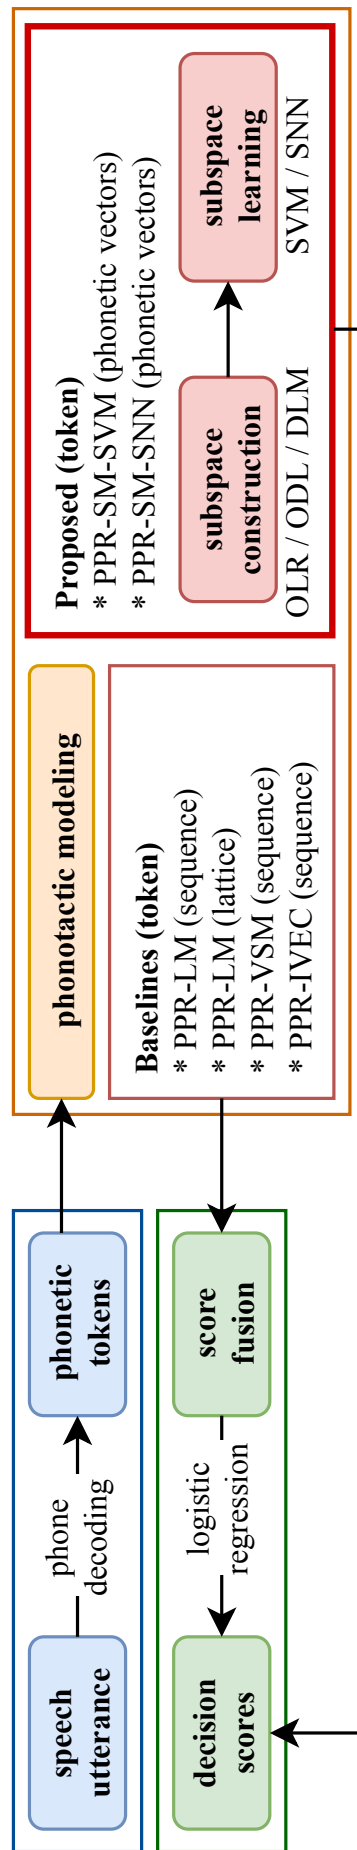 speech
utterance
phone
decoding
phonetic
tokens
phonotactic modeling
Baselines (token)
* PPR-LM (sequence)
* PPR-LM (lattice)
* PPR-VSM (sequence)
* PPR-IVEC (sequence)
Proposed (token)
* PPR-SM-SVM (phonetic vectors)
* PPR-SM-SNN (phonetic vectors)
subspace
construction
OLR / ODL / DLM
subspace
learning
SVM / SNN
score
fusion
logistic
regression
decision
scores